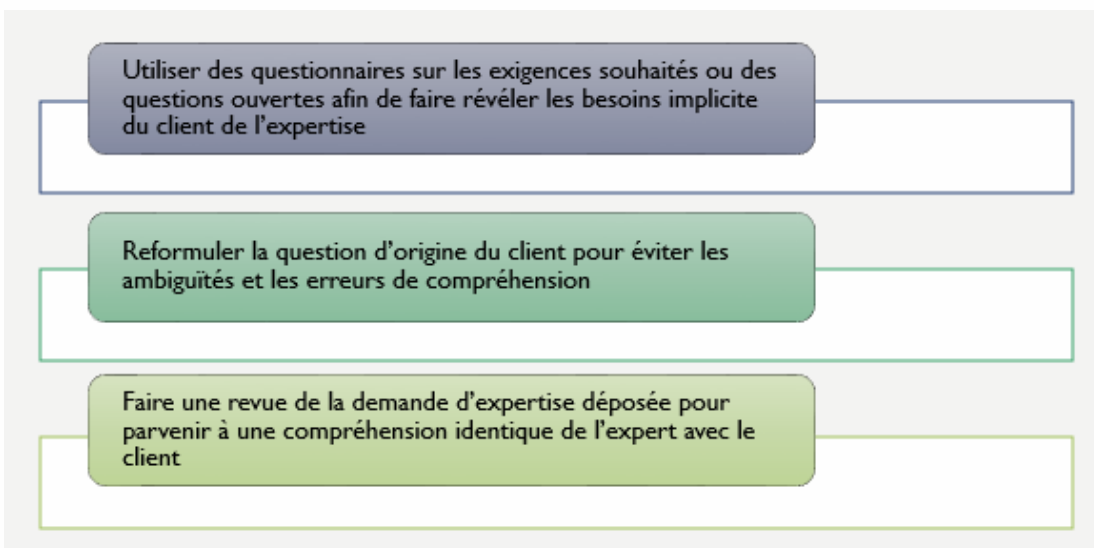 Utiliser des questionnaires sur les exigences souhaités ou des
questions ouvertes afin de faire révéler les besoins implicite
du client de l’expertise
Reformuler la question d’origine du client pour éviter les
ambiguïtés et les erreurs de compréhension
Faire une revue de la demande d’expertise déposée pour
parvenir à une compréhension identique de l’expert avec le
client